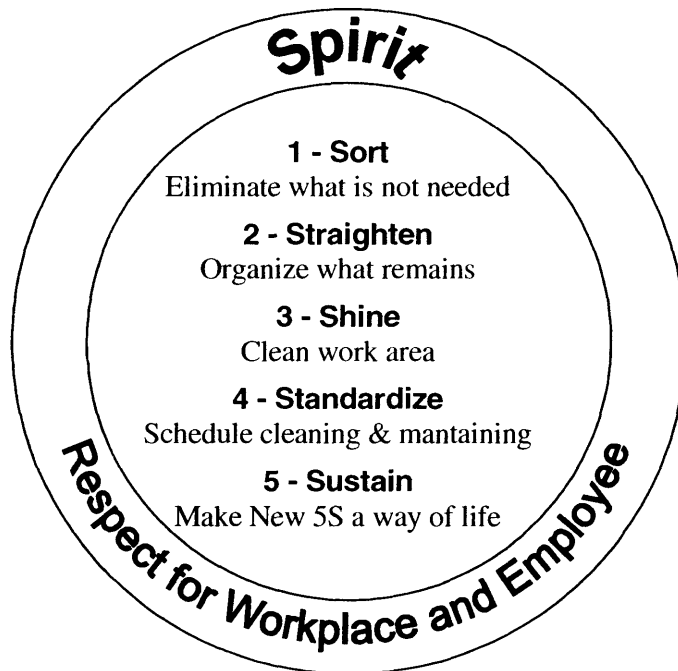 Spirit
1 - Sort
Eliminate what is not needed
2 - Straighten
Organize what remains
3 - Shine
Clean work area
4 - Standardize
Schedule cleaning & mantaining
5 - Sustain
Make New 5S a way of life
Respect for Workplace and Employee